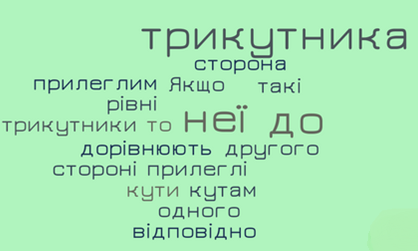 трикутника
сторона
прилеглим Якщо такі
рівні
трикутники то неї до
дорівнюють другого
стороні прилеглі
кути кутам
одного
відповідно